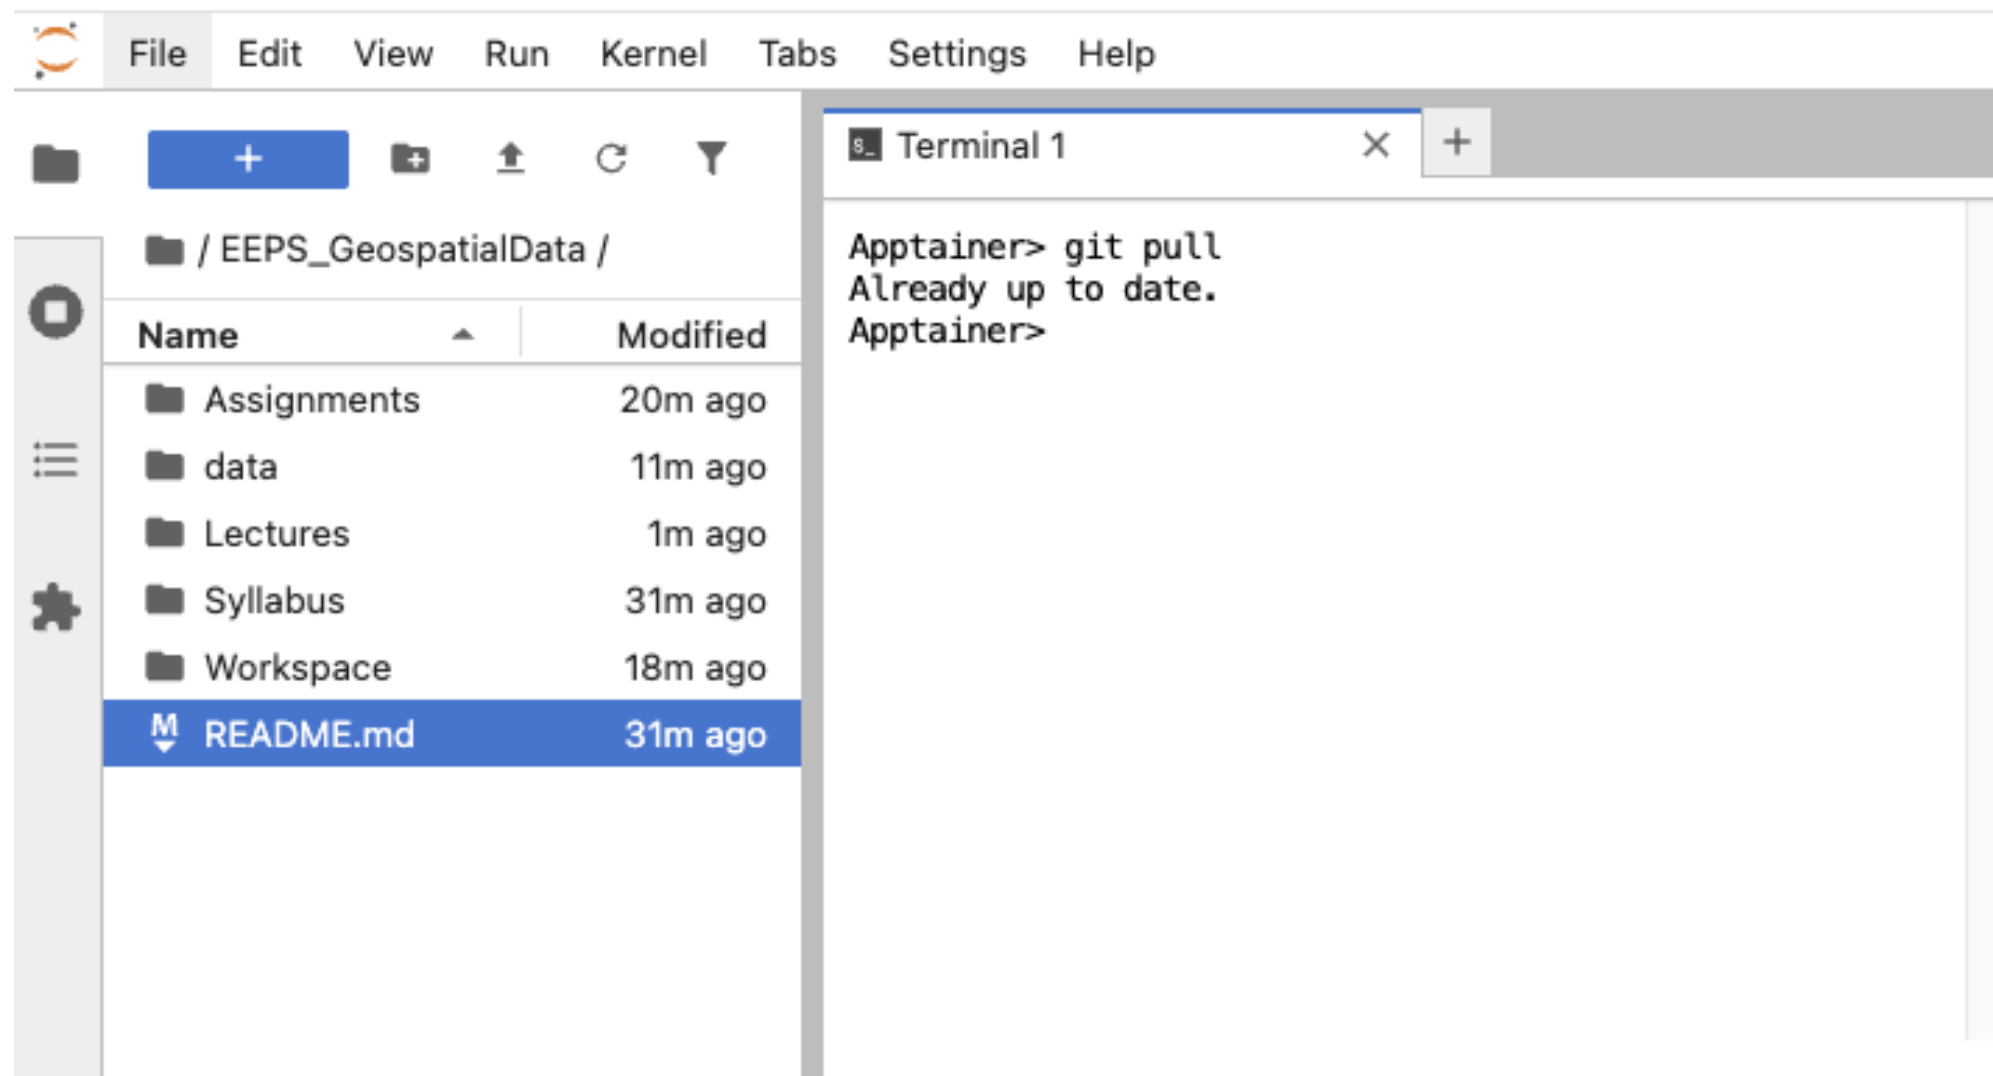 File Edit View Run Kernel Tabs Settings Help
Terminal 1
/ EEPS_GeospatialData /
Name Modified
Assignments 20m ago
data 11m ago
Lectures 1m ago
Syllabus 31m ago
Workspace 18m ago
README.md 31m ago
Apptainer> git pull
Already up to date.
Apptainer>